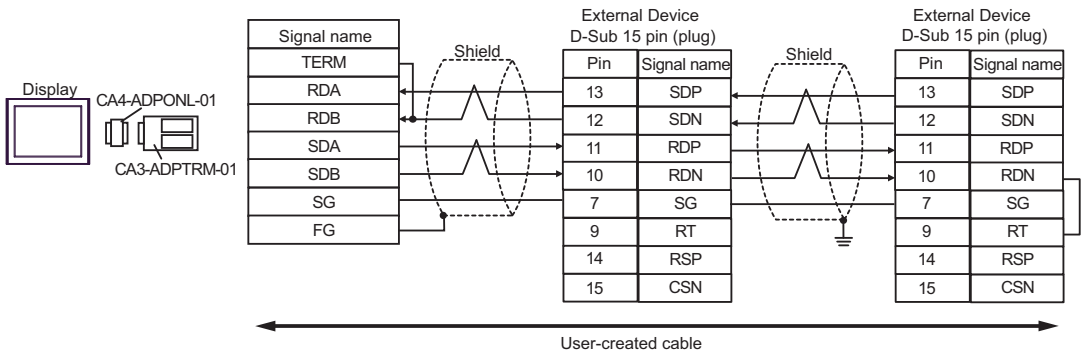 External Device
D-Sub 15 pin (plug)
External Device
D-Sub 15 pin (plug)
Display
CA4-ADPONL-01
CA3-ADPTRM-01
Signal name
TERM
RDA
RDB
SDA
SDB
SG
FG
Shield
Pin Signal name
13 SDP
12 SDN
11 RDP
10 RDN
7 SG
9 RT
14 RSP
15 CSN
Shield
Pin Signal name
13 SDP
12 SDN
11 RDP
10 RDN
7 SG
9 RT
14 RSP
15 CSN
User-created cable